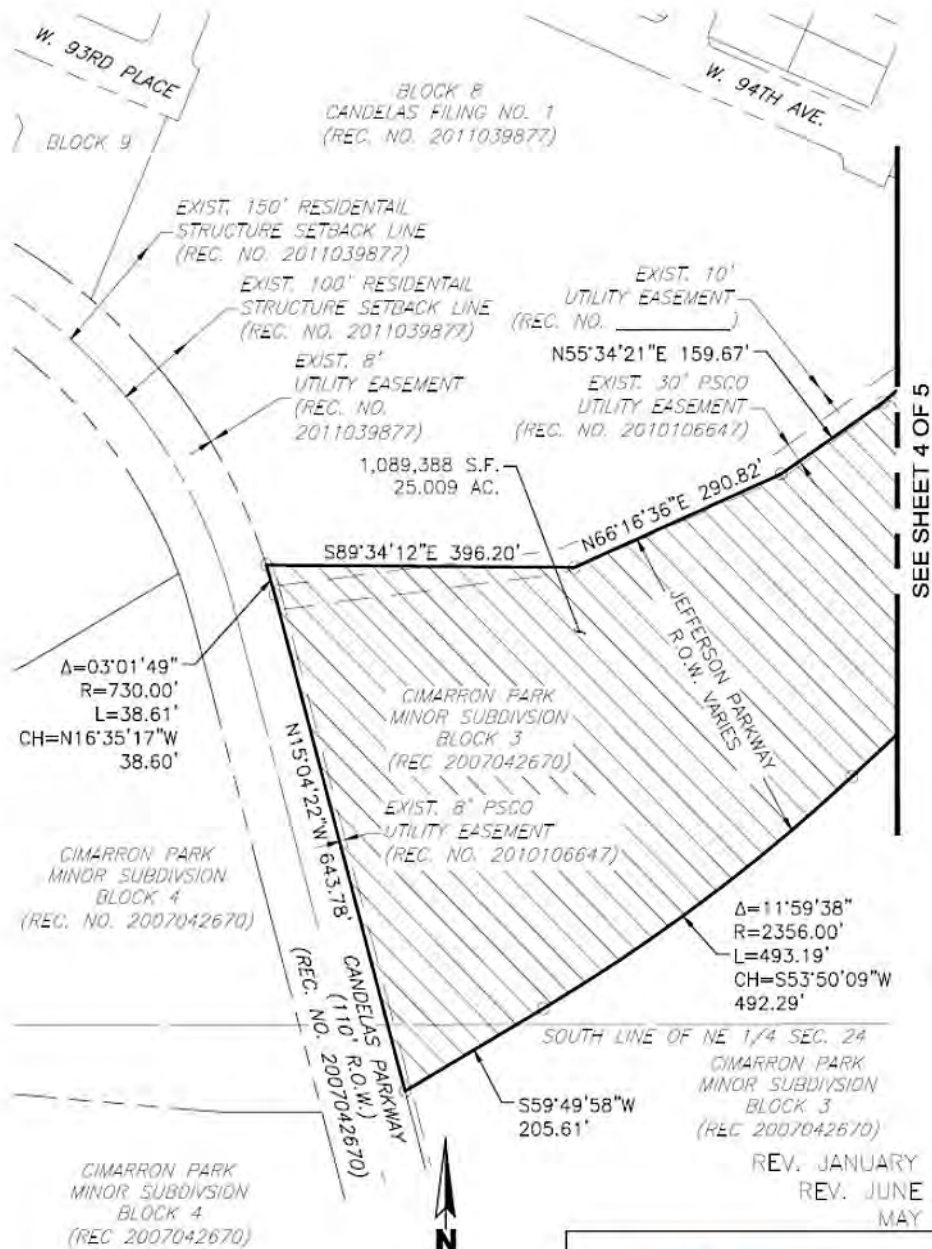 W. 93RD PLACE
BLOCK 9
BLOCK 8
CANDELAS FILING NO. 1
(REC. NO. 2011039877)
W. 94TH AVE.
EXIST. 150' RESIDENTAIL
STRUCTURE SETBACK LINE
(REC. NO. 2011039877)
EXIST. 100' RESIDENTAIL
STRUCTURE SETBACK LINE
(REC. NO. 2011039877)
EXIST. 8'
UTILITY EASEMENT
(REC. NO.
2011039877)
EXIST. 10'
UTILITY EASEMENT
(REC. NO. __________)
N55°34'21"E 159.67'
EXIST. 30' PSCO
UTILITY EASEMENT
(REC. NO. 2010106647)
1,089,388 S.F.
25.009 AC.
S89°34'12"E 396.20'
N66°16'36"E 290.82'
SEE SHEET 4 OF 5
JEFFERSON PARKWAY
R.O.W. VARIES
Δ=03°01'49"
R=730.00'
L=38.61'
CH=N16°35'17"W
38.60'
CIMARRON PARK
MINOR SUBDIVSION
BLOCK 3
(REC 2007042670)
N15°04'22"W 643.78'
EXIST. 8' PSCO
UTILITY EASEMENT
(REC. NO. 2010106647)
CIMARRON PARK
MINOR SUBDIVSION
BLOCK 4
(REC. NO. 2007042670)
Δ=11°59'38"
R=2356.00'
L=493.19'
CH=S53°50'09"W
492.29'
CANDELAS PARKWAY
(110' R.O.W.)
(REC. NO. 2007042670)
SOUTH LINE OF NE 1/4 SEC. 24
CIMARRON PARK
MINOR SUBDIVSION
BLOCK 3
(REC 2007042670)
S59°49'58"W
205.61'
CIMARRON PARK
MINOR SUBDIVSION
BLOCK 4
(REC 2007042670)
N
REV. JANUARY
REV. JUNE
MAY